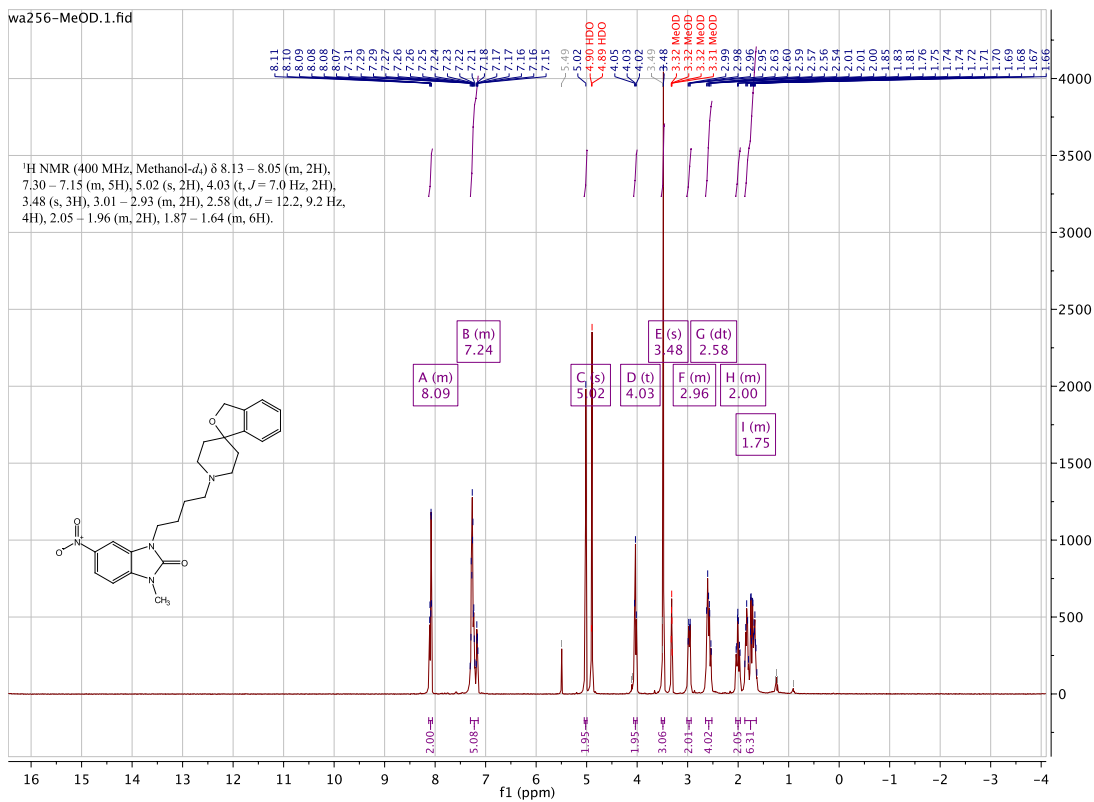 wa256-MeOD.1.fid
8.11
8.10
8.09
8.08
8.08
8.07
7.31
7.29
7.29
7.27
7.26
7.26
7.25
7.24
7.23
7.22
7.21
7.18
7.17
7.17
7.16
7.16
7.15
5.49
5.02
4.90 HDO
4.89 HDO
4.05
4.03
4.02
3.49
3.48
3.32 MeOD
3.32 MeOD
3.32 MeOD
3.31 MeOD
2.99
2.98
2.96
2.95
2.63
2.60
2.59
2.57
2.56
2.54
2.01
2.01
2.00
1.85
1.83
1.81
1.76
1.75
1.74
1.74
1.72
1.71
1.70
1.69
1.68
1.67
1.66
¹H NMR (400 MHz, Methanol-d₄) δ 8.13 – 8.05 (m, 2H),
7.30 – 7.15 (m, 5H), 5.02 (s, 2H), 4.03 (t, J = 7.0 Hz, 2H),
3.48 (s, 3H), 3.01 – 2.93 (m, 2H), 2.58 (dt, J = 12.2, 9.2 Hz,
4H), 2.05 – 1.96 (m, 2H), 1.87 – 1.64 (m, 6H).
A (m)
8.09
B (m)
7.24
C (s)
5.02
D (t)
4.03
E (s)
3.48
F (m)
2.96
G (dt)
2.58
H (m)
2.00
I (m)
1.75
O
N
O
N+
O-
N
O
N
CH₃
4000
3500
3000
2500
2000
1500
1000
500
0
2.00
5.08
1.95
1.95
3.06
2.01
4.02
2.05
6.31
16 15 14 13 12 11 10 9 8 7 6 5 4 3 2 1 0 -1 -2 -3 -4
f1 (ppm)